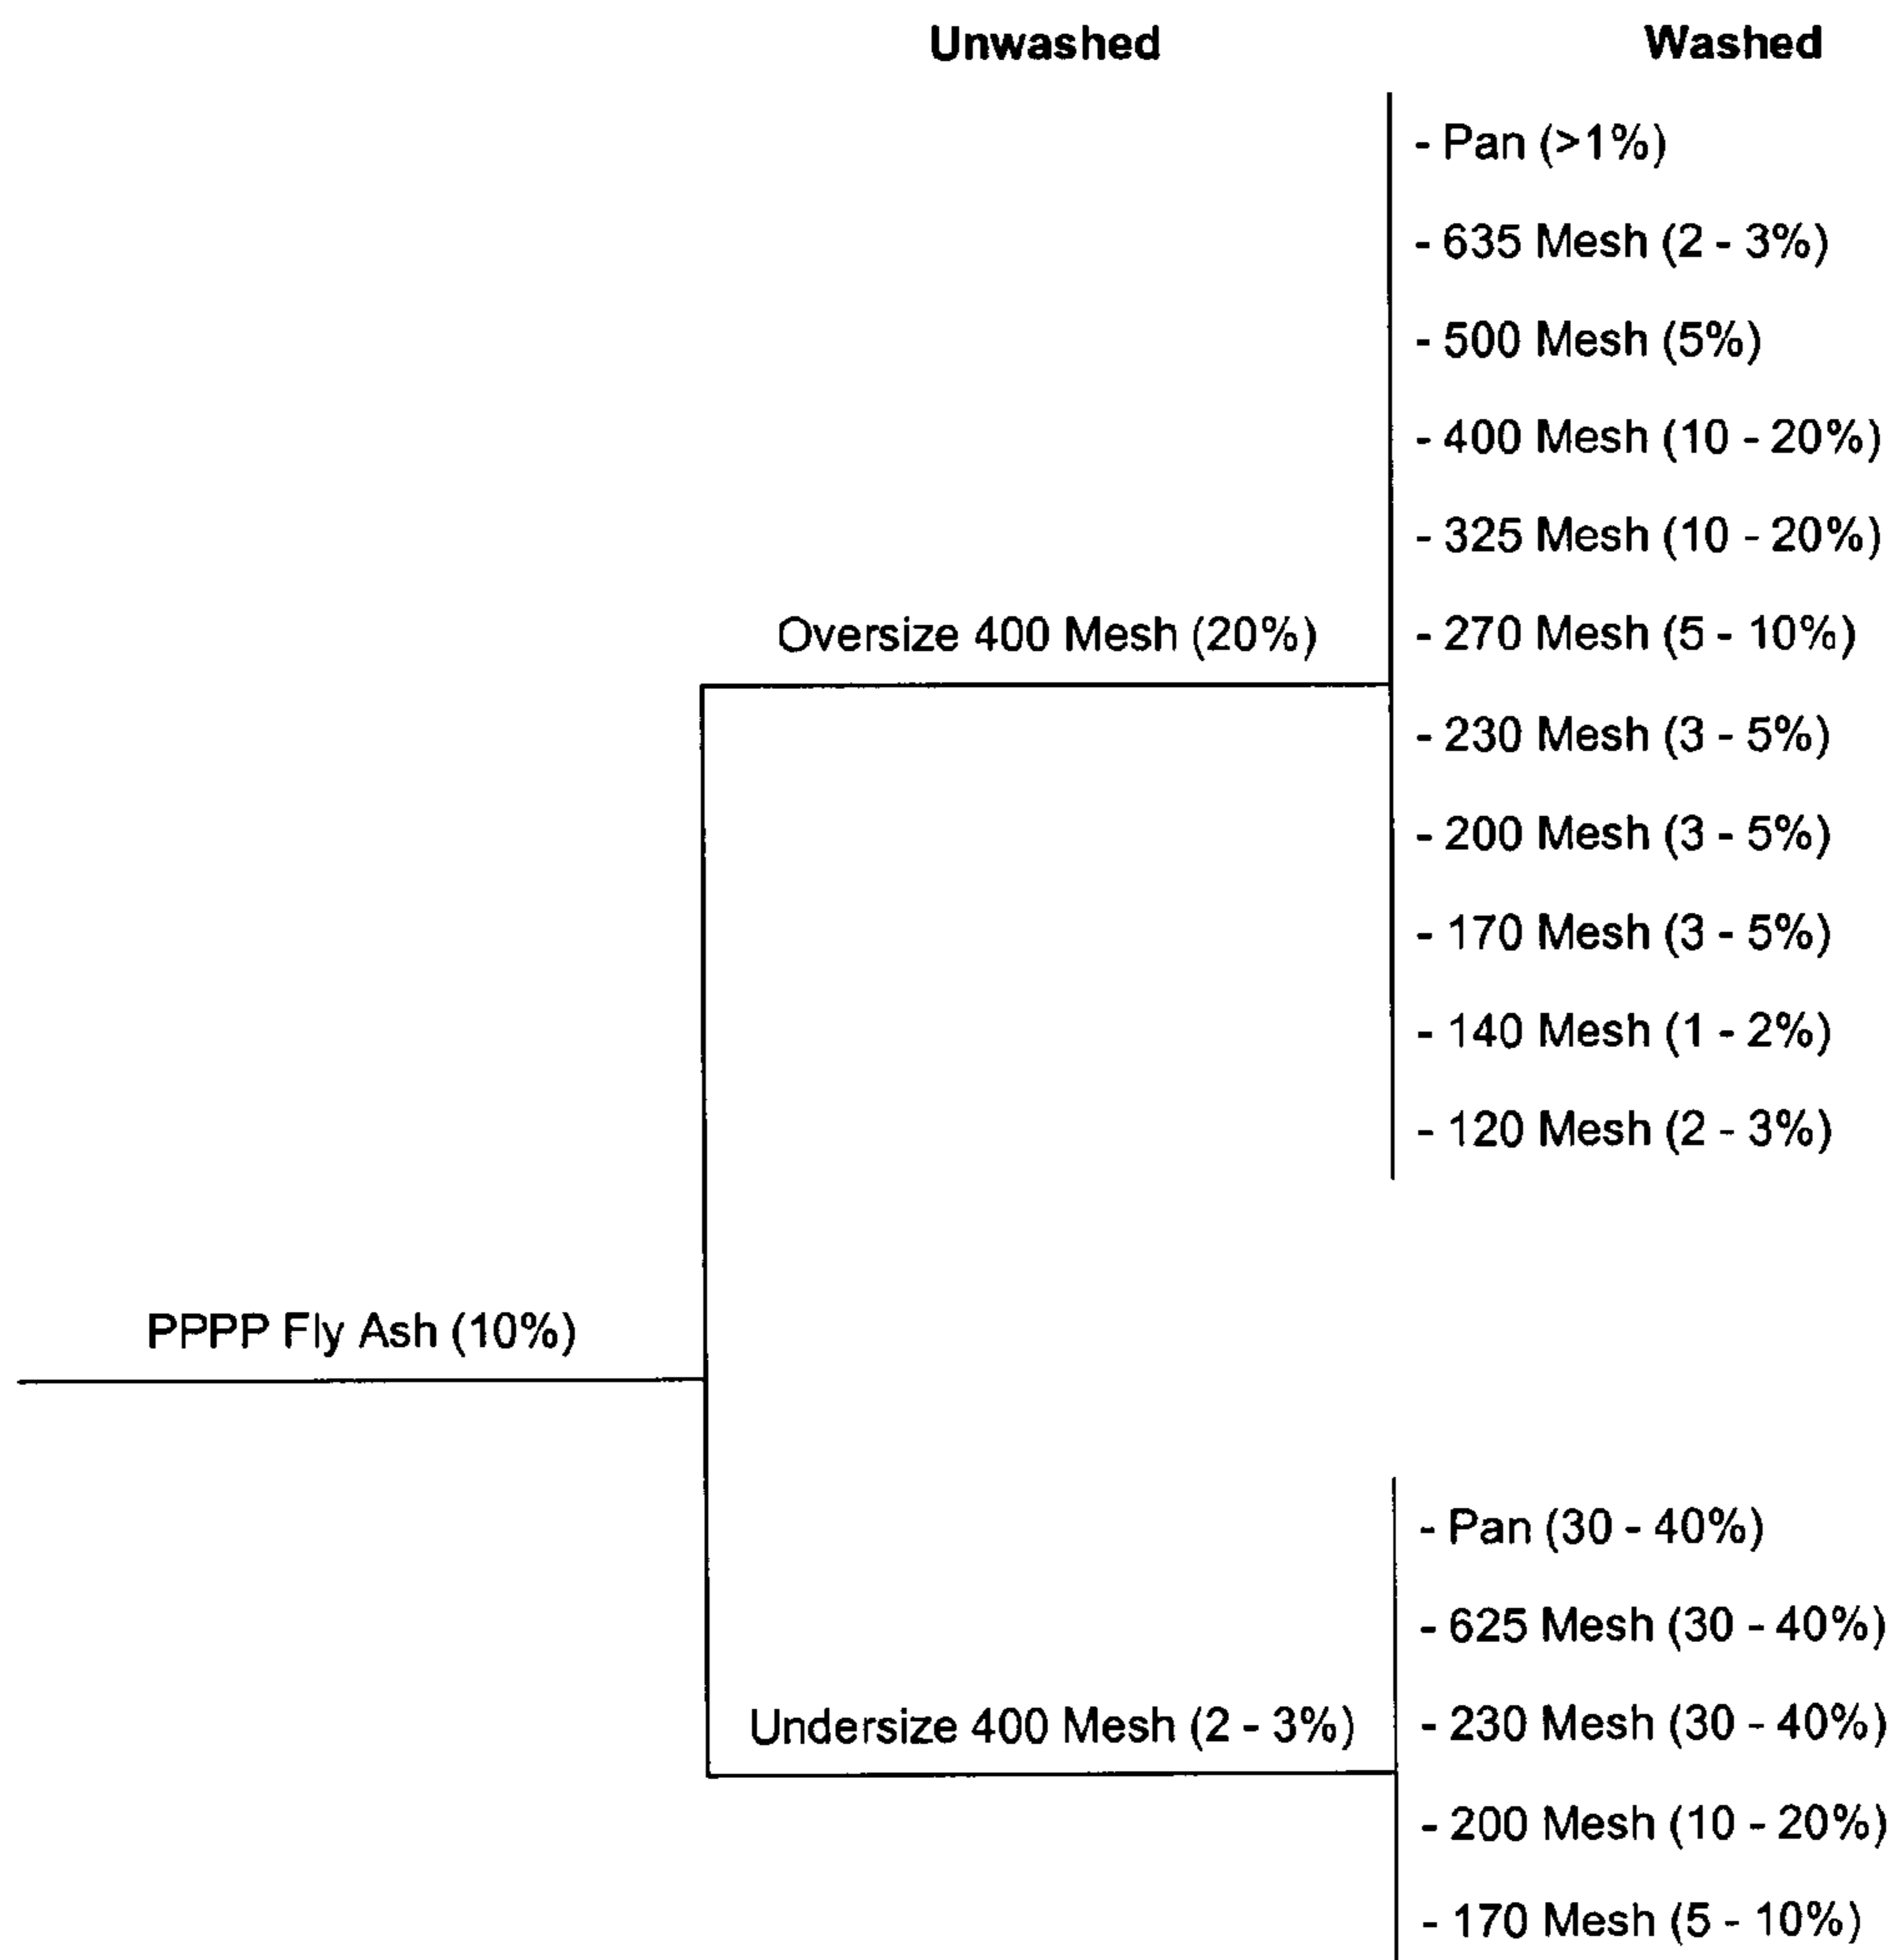 Unwashed Washed
- Pan (>1%)
- 635 Mesh (2 - 3%)
- 500 Mesh (5%)
- 400 Mesh (10 - 20%)
- 325 Mesh (10 - 20%)
Oversize 400 Mesh (20%)
- 270 Mesh (5 - 10%)
- 230 Mesh (3 - 5%)
- 200 Mesh (3 - 5%)
- 170 Mesh (3 - 5%)
- 140 Mesh (1 - 2%)
- 120 Mesh (2 - 3%)
PPPP Fly Ash (10%)
- Pan (30 - 40%)
- 625 Mesh (30 - 40%)
Undersize 400 Mesh (2 - 3%)
- 230 Mesh (30 - 40%)
- 200 Mesh (10 - 20%)
- 170 Mesh (5 - 10%)